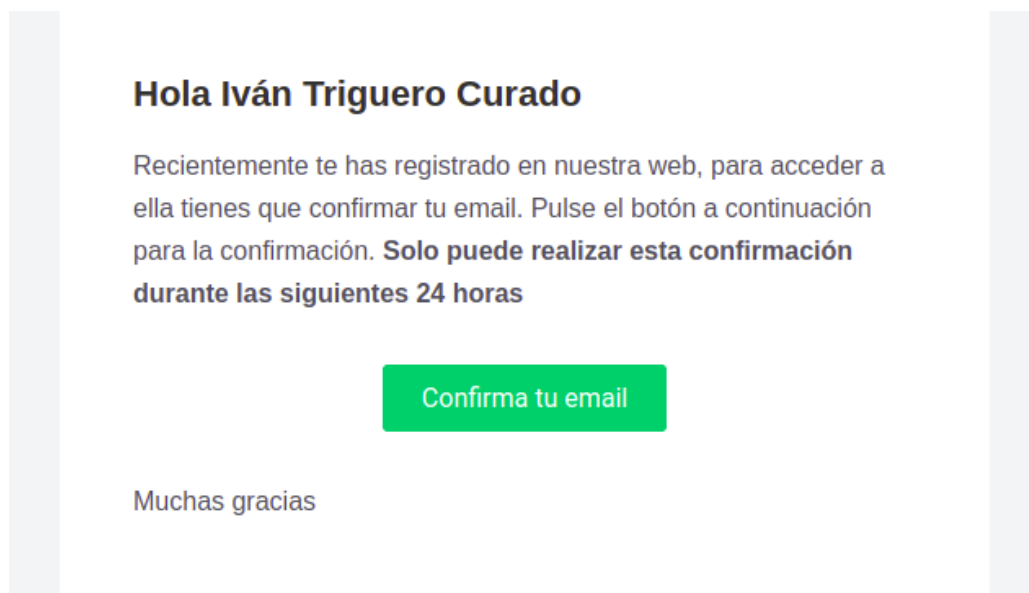 Hola Iván Triguero Curado
Recientemente te has registrado en nuestra web, para acceder a
ella tienes que confirmar tu email. Pulse el botón a continuación
para la confirmación. Solo puede realizar esta confirmación
durante las siguientes 24 horas
Confirma tu email
Muchas gracias